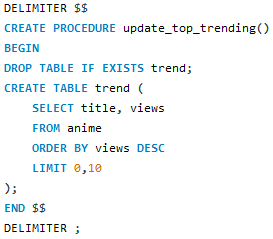 DELIMITER $$
CREATE PROCEDURE update_top_trending()
BEGIN
DROP TABLE IF EXISTS trend;
CREATE TABLE trend (
    SELECT title, views
    FROM anime
    ORDER BY views DESC
    LIMIT 0,10
);
END $$
DELIMITER ;